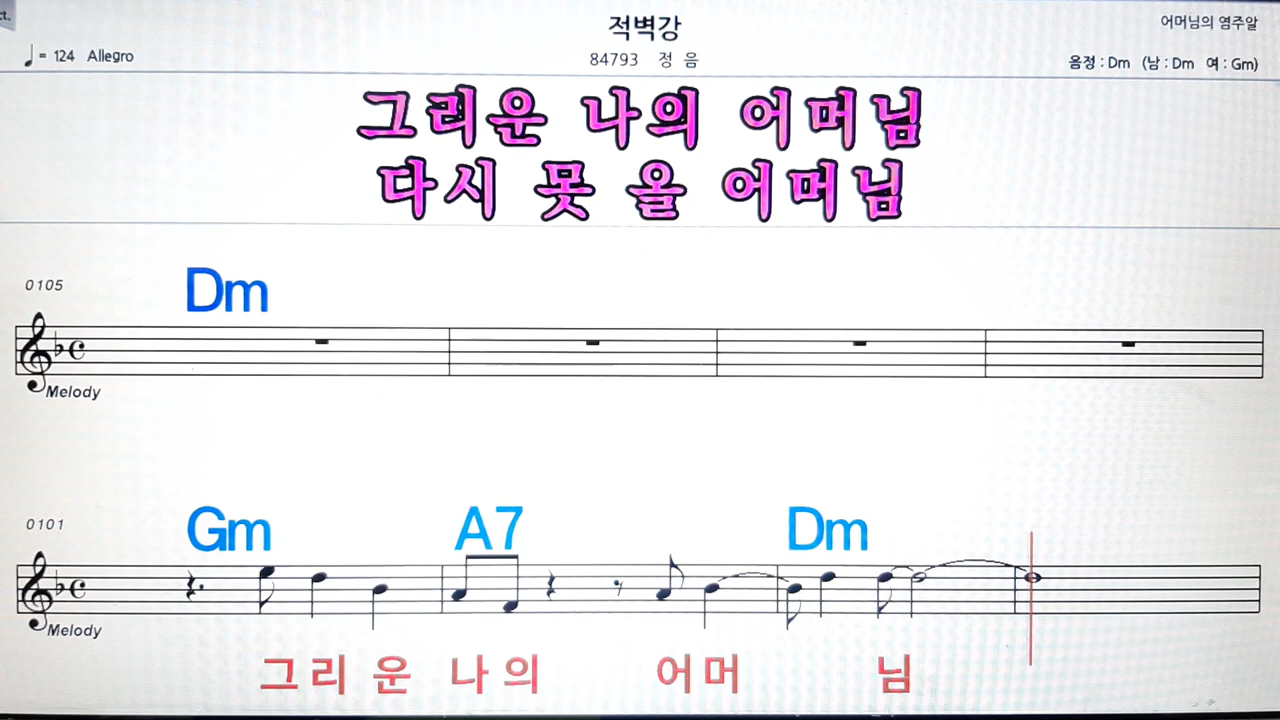 ct.
적벽강
어머님의 염주알
♩ = 124 Allegro
84793 정 음
음정 : Dm (남 : Dm 여 : Gm)
그리운 나의 어머님
다시 못 올 어머님
0105
Dm
Melody
0101
Gm A7 Dm
Melody
그 리 운 나 의 어 머 님